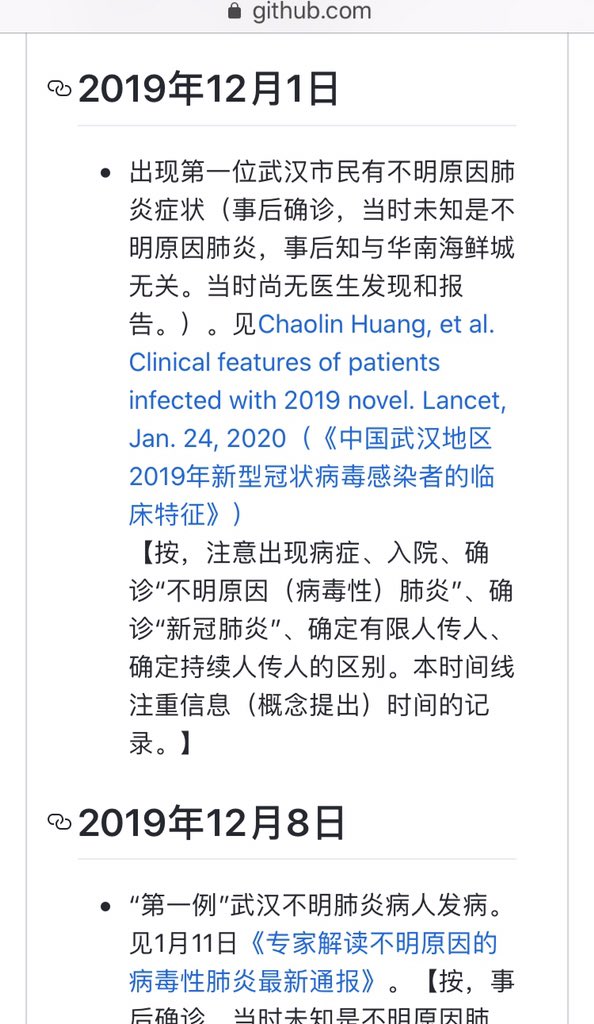 github.com
2019年12月1日
出现第一位武汉市民有不明原因肺
炎症状（事后确诊，当时未知是不
明原因肺炎，事后知与华南海鲜城
无关。当时尚无医生发现和报
告。）。见Chaolin Huang, et al.
Clinical features of patients
infected with 2019 novel. Lancet,
Jan. 24, 2020（《中国武汉地区
2019年新型冠状病毒感染者的临
床特征》）
【按，注意出现病症、入院、确
诊“不明原因（病毒性）肺炎”、确
诊“新冠肺炎”、确定有限人传人、
确定持续人传人的区别。本时间线
注重信息（概念提出）时间的记
录。】
2019年12月8日
“第一例”武汉不明肺炎病人发病。
见1月11日《专家解读不明原因的
病毒性肺炎最新通报》。【按，事
后确诊，当时未知是不明原因肺